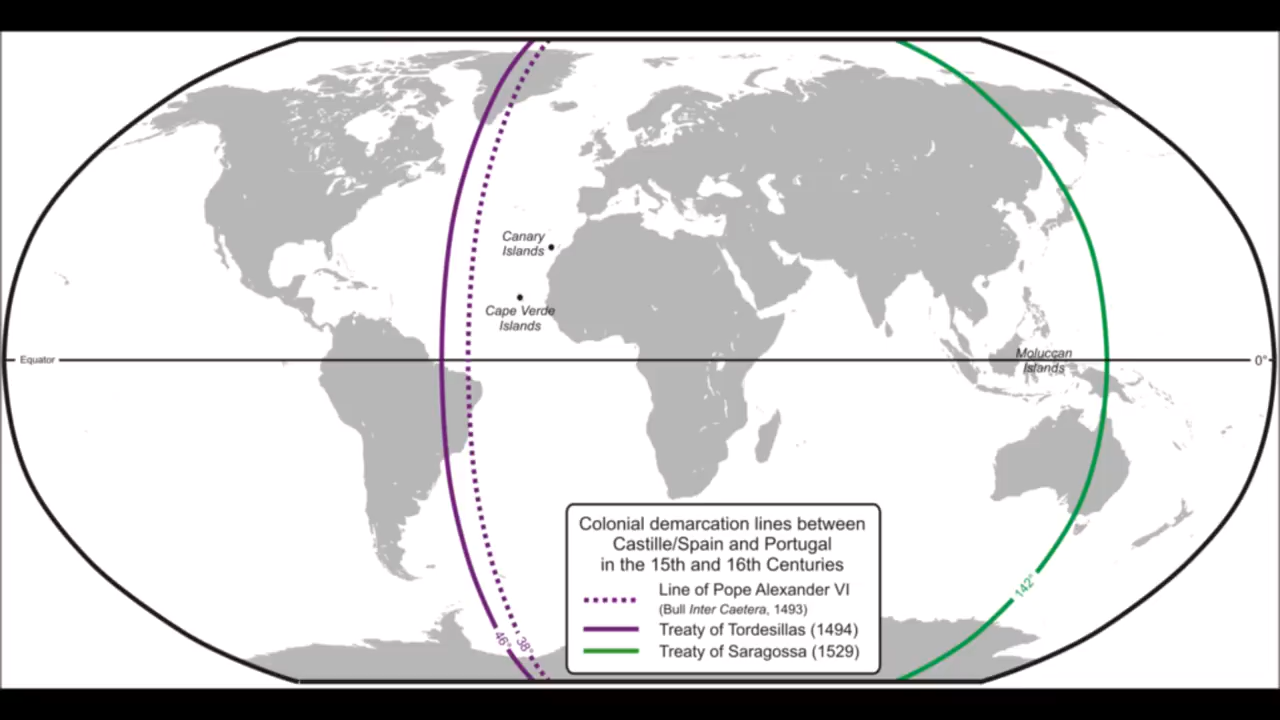 Canary
Islands
Cape Verde
Islands
Equator
Moluccan
Islands
0°
Colonial demarcation lines between
Castille/Spain and Portugal
in the 15th and 16th Centuries
Line of Pope Alexander VI
(Bull Inter Caetera, 1493)
Treaty of Tordesillas (1494)
Treaty of Saragossa (1529)
46°
38°
142°